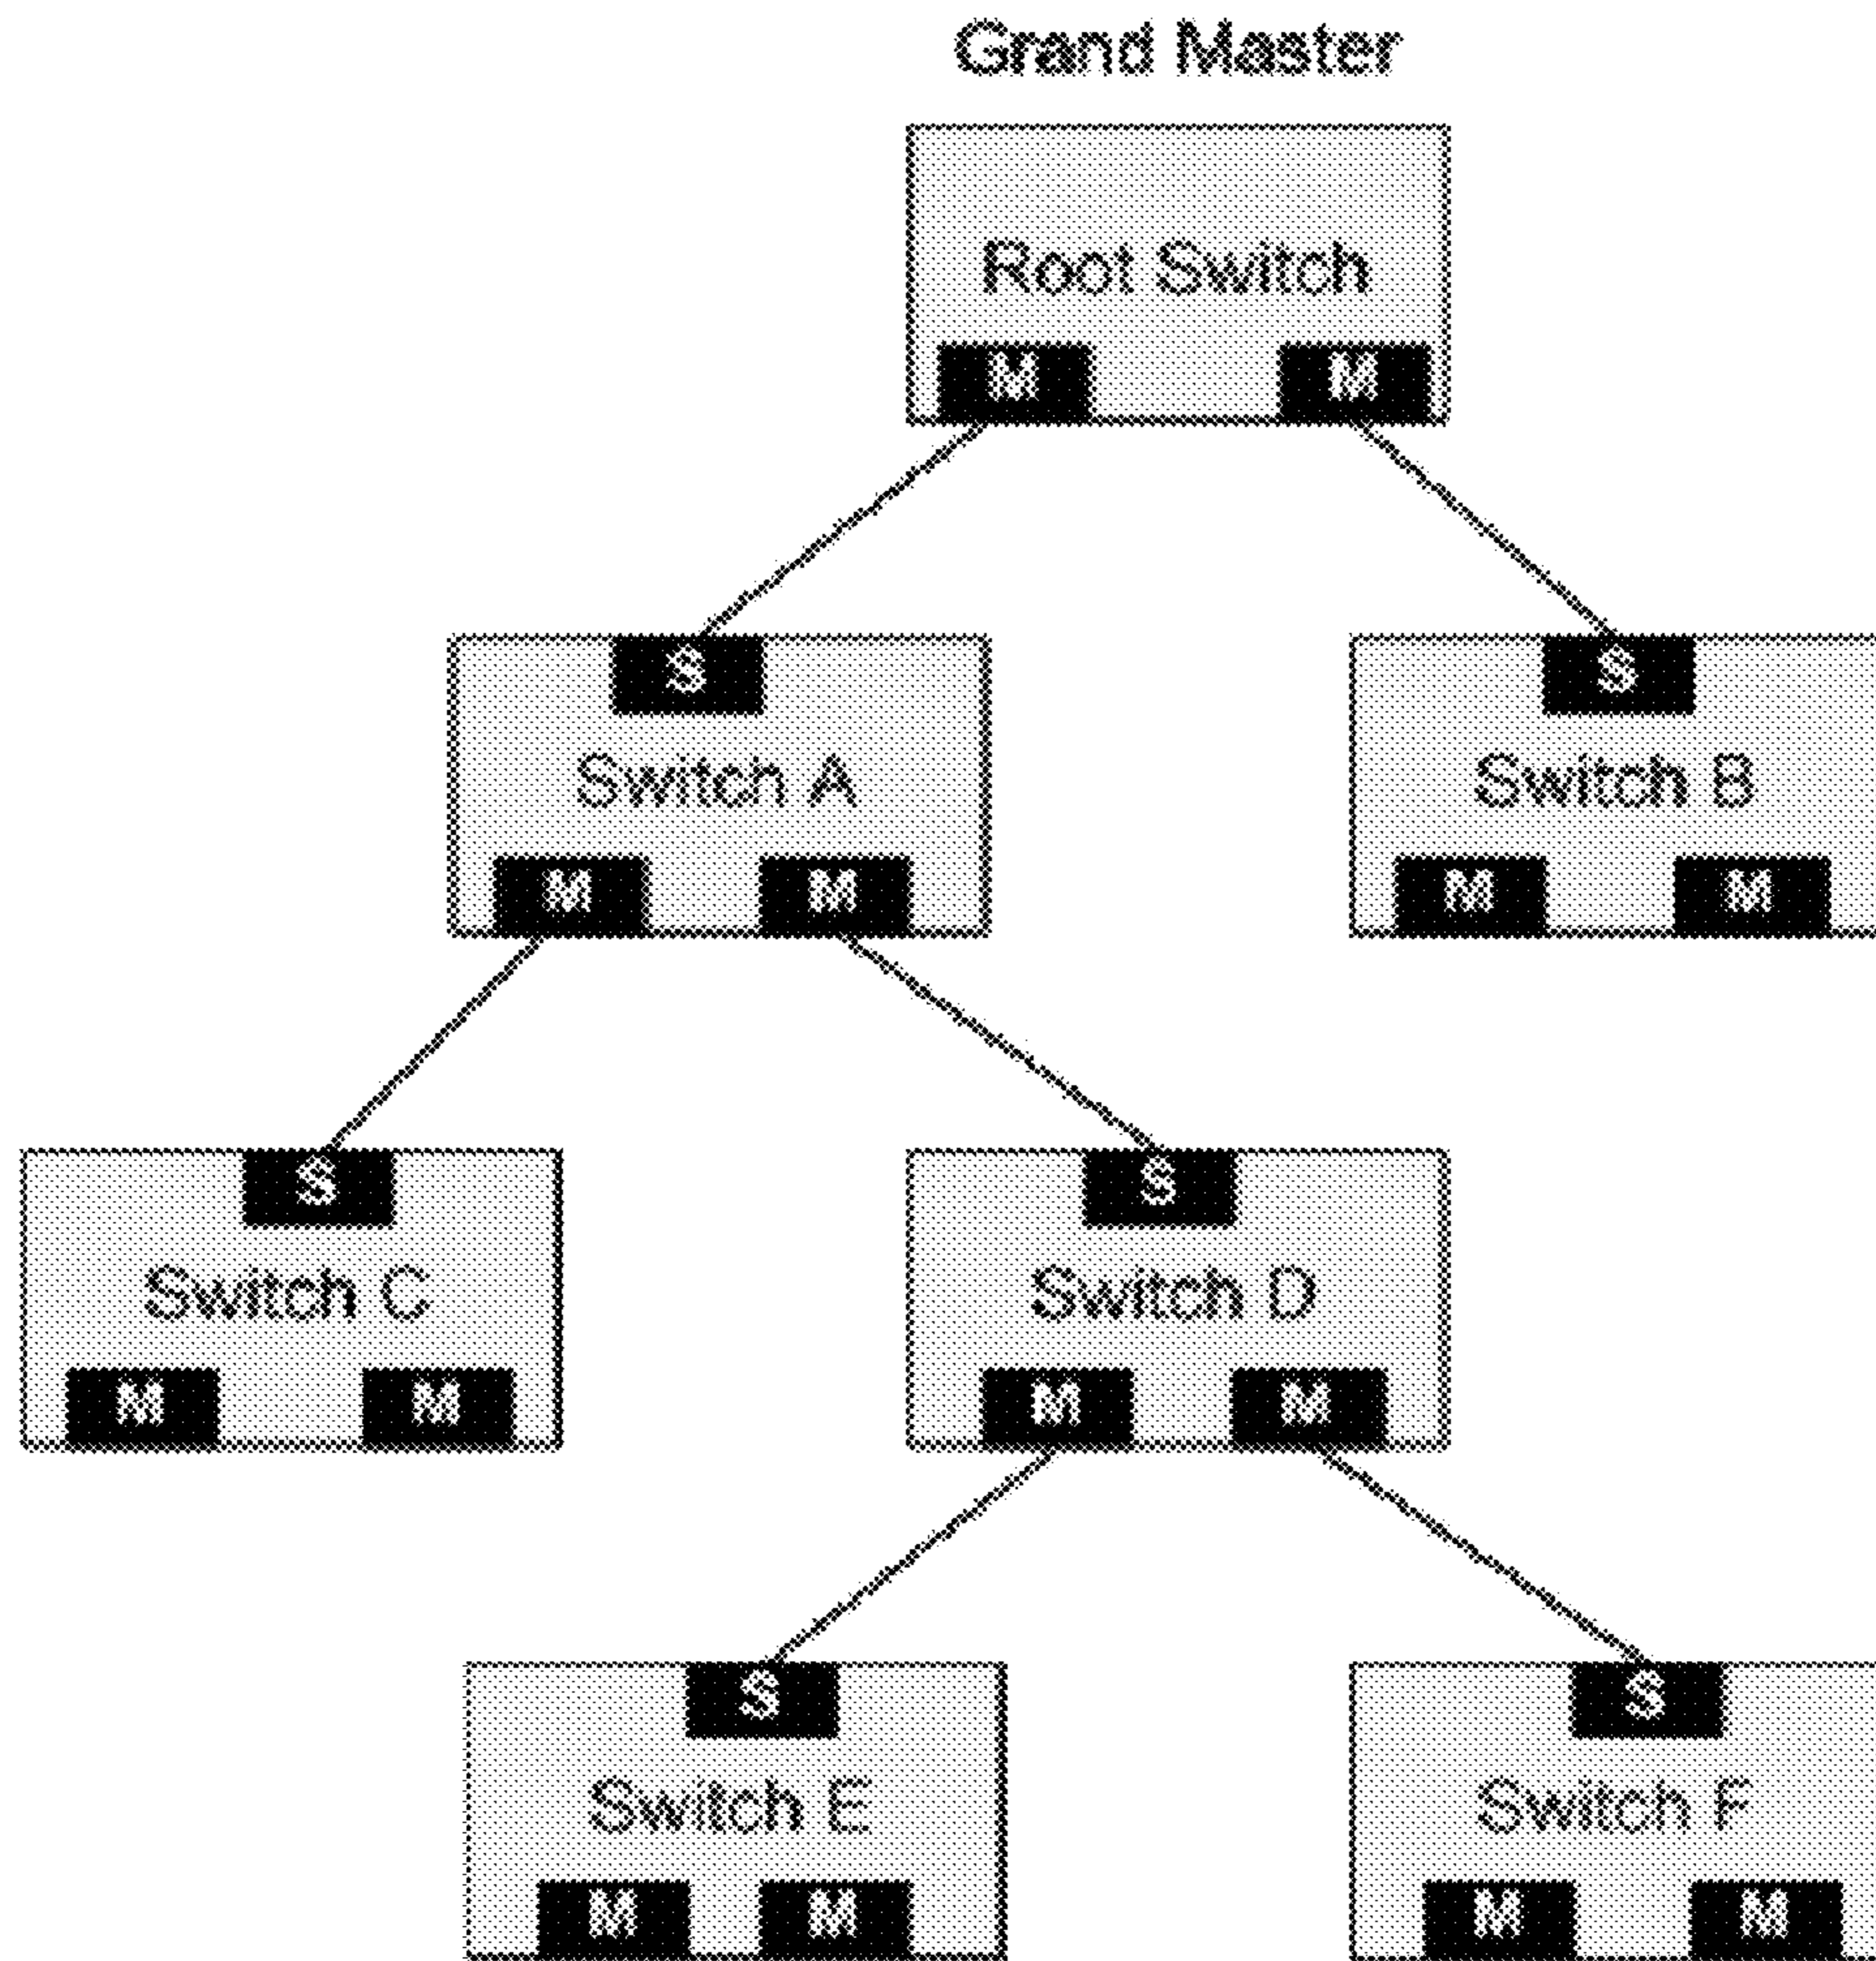 Grand Master
Root Switch
M M
S S
Switch A Switch B
M M M M
S S
Switch C Switch D
M M M M
S S
Switch E Switch F
M M M M